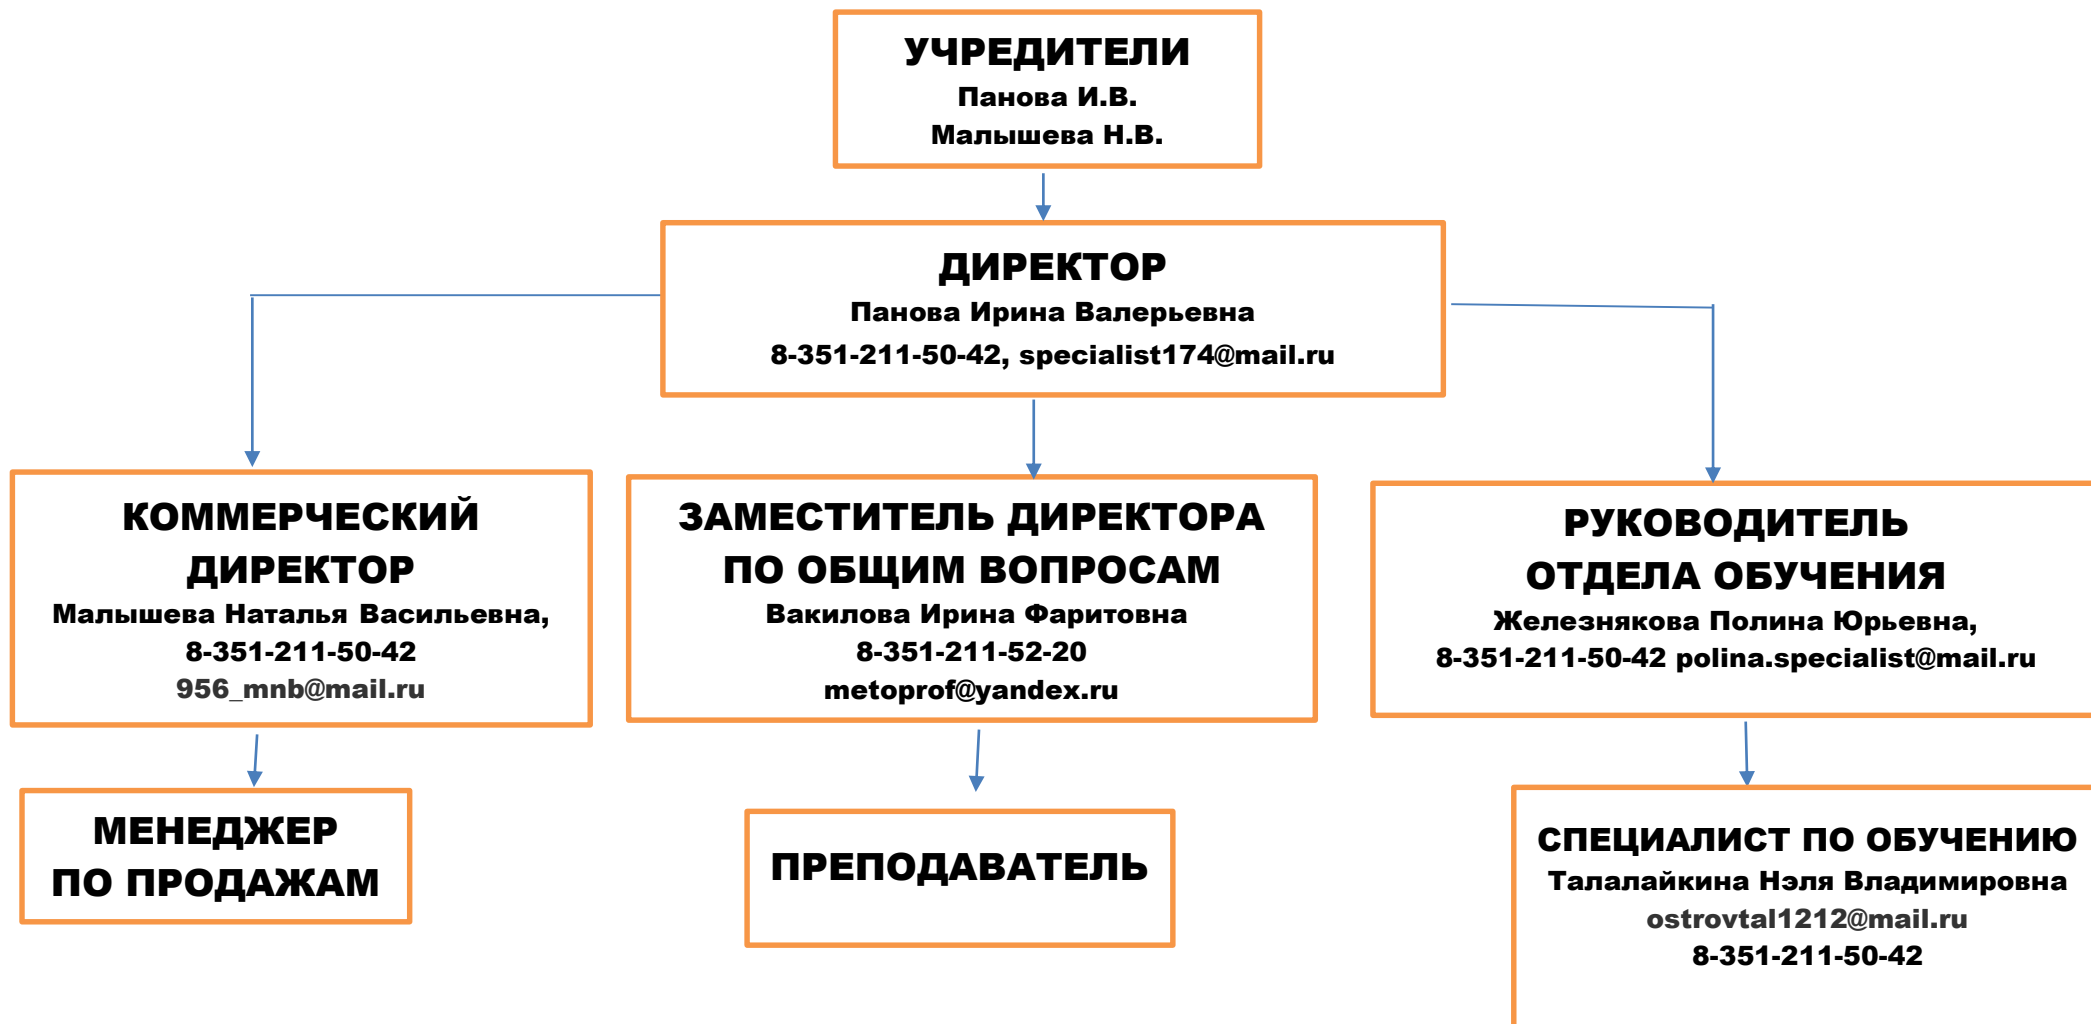 УЧРЕДИТЕЛИ
Панова И.В.
Малышева Н.В.
ДИРЕКТОР
Панова Ирина Валерьевна
8-351-211-50-42, specialist174@mail.ru
КОММЕРЧЕСКИЙ
ДИРЕКТОР
Малышева Наталья Васильевна,
8-351-211-50-42
956_mnb@mail.ru
ЗАМЕСТИТЕЛЬ ДИРЕКТОРА
ПО ОБЩИМ ВОПРОСАМ
Вакилова Ирина Фаритовна
8-351-211-52-20
metoprof@yandex.ru
РУКОВОДИТЕЛЬ
ОТДЕЛА ОБУЧЕНИЯ
Железнякова Полина Юрьевна,
8-351-211-50-42 polina.specialist@mail.ru
МЕНЕДЖЕР
ПО ПРОДАЖАМ
ПРЕПОДАВАТЕЛЬ
СПЕЦИАЛИСТ ПО ОБУЧЕНИЮ
Талалайкина Нэля Владимировна
ostrovtal1212@mail.ru
8-351-211-50-42